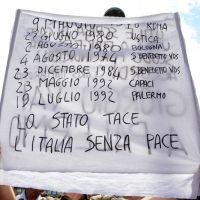 9 MAGGIO ROMA
27 GIUGNO 1980 USTICA
2 AGOSTO 1980 BOLOGNA
4 AGOSTO 1974 S. BENEDETTO VDS
23 DICEMBRE 1984 S. BENEDETTO VDS
23 MAGGIO 1992 CAPACI
19 LUGLIO 1992 PALERMO
LO STATO TACE
L'ITALIA SENZA PACE